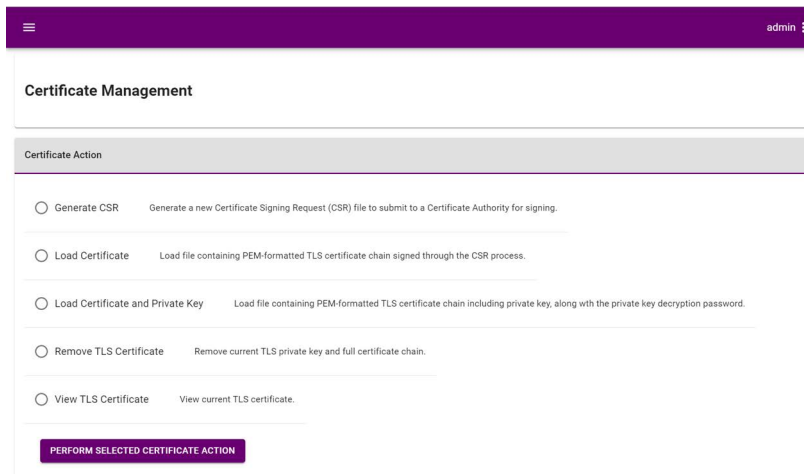 admin
Certificate Management
Certificate Action
Generate CSR Generate a new Certificate Signing Request (CSR) file to submit to a Certificate Authority for signing.
Load Certificate Load file containing PEM-formatted TLS certificate chain signed through the CSR process.
Load Certificate and Private Key Load file containing PEM-formatted TLS certificate chain including private key, along wth the private key decryption password.
Remove TLS Certificate Remove current TLS private key and full certificate chain.
View TLS Certificate View current TLS certificate.
PERFORM SELECTED CERTIFICATE ACTION